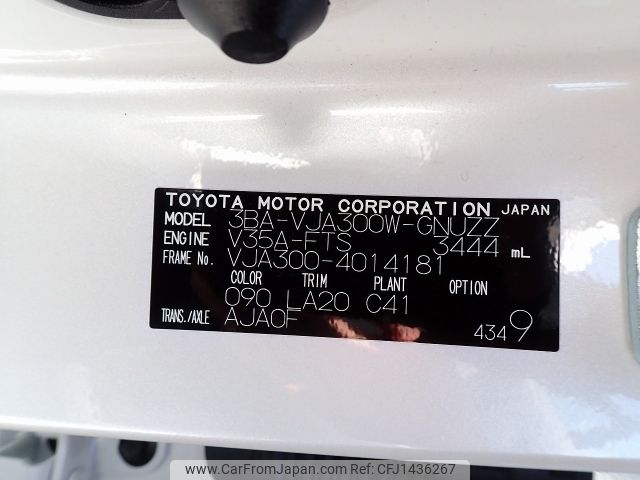 TOYOTA MOTOR CORPORATION JAPAN
MODEL 3BA-VJA300W-GNUZZ
ENGINE V35A-FTS 3444 mL
FRAME No. VJA300-4014181
COLOR TRIM PLANT OPTION
090 LA20 C41
TRANS./AXLE AJA0F 4349
www.CarFromJapan.com - CFJ1436267